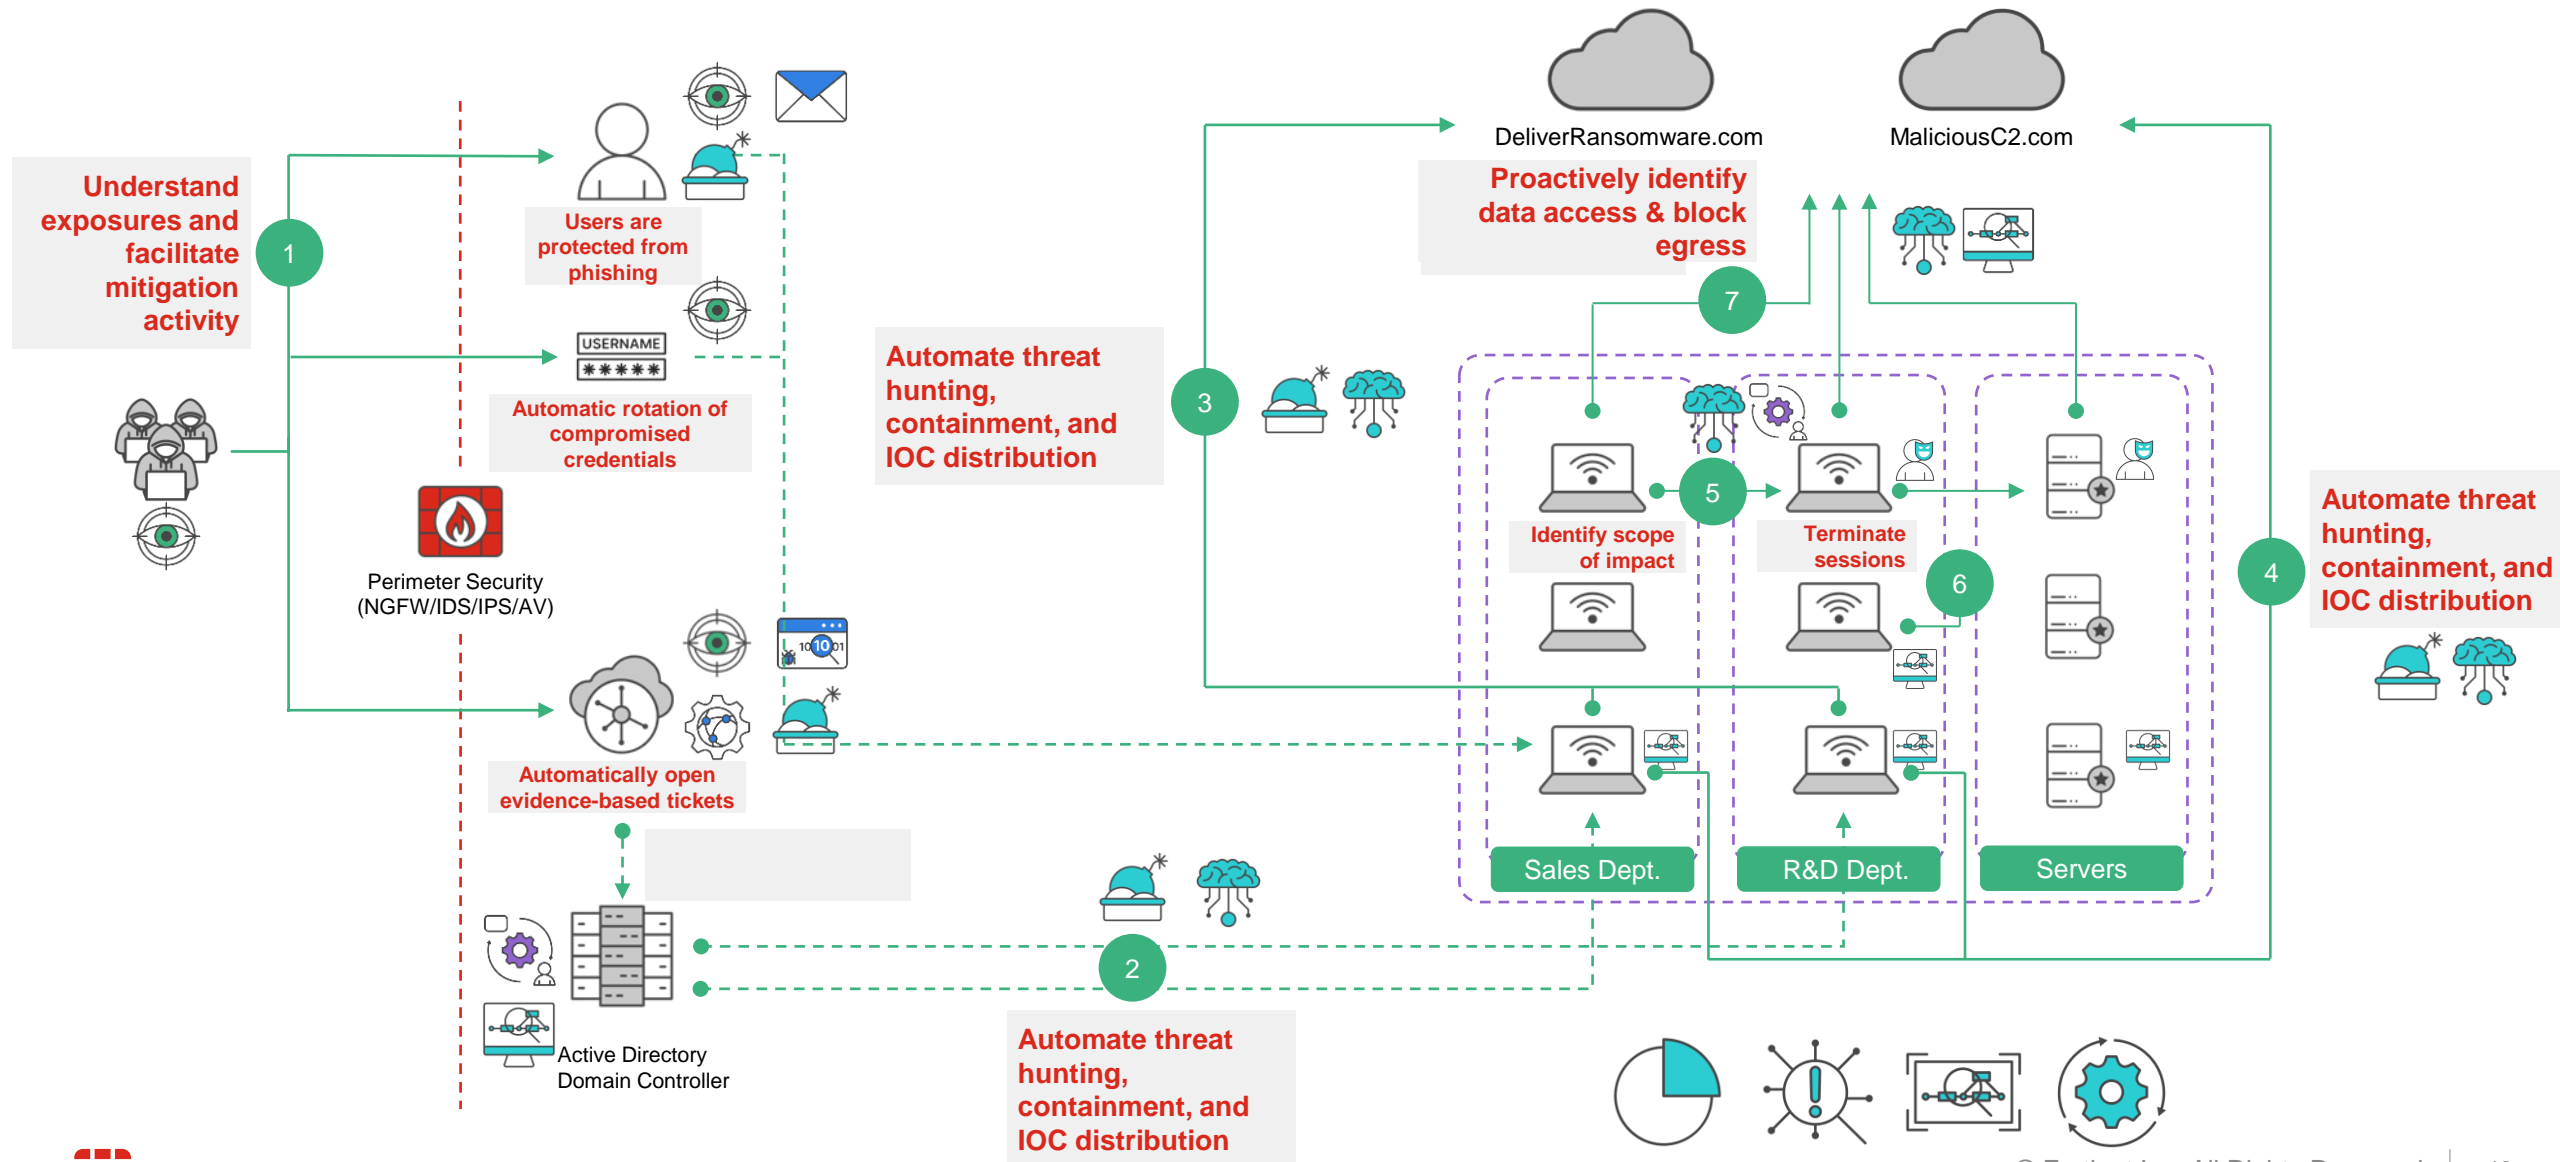 DeliverRansomware.com
MaliciousC2.com
Understand
exposures and
facilitate
mitigation
activity
1
Users are
protected from
phishing
USERNAME
*****
Automatic rotation of
compromised
credentials
Perimeter Security
(NGFW/IDS/IPS/AV)
10 10 01
Automatically open
evidence-based tickets
Active Directory
Domain Controller
2
Automate threat
hunting,
containment, and
IOC distribution
Automate threat
hunting,
containment, and
IOC distribution
3
Proactively identify
data access & block
egress
7
5
Identify scope
of impact
Terminate
sessions
6
4
Automate threat
hunting,
containment, and
IOC distribution
Sales Dept.
R&D Dept.
Servers